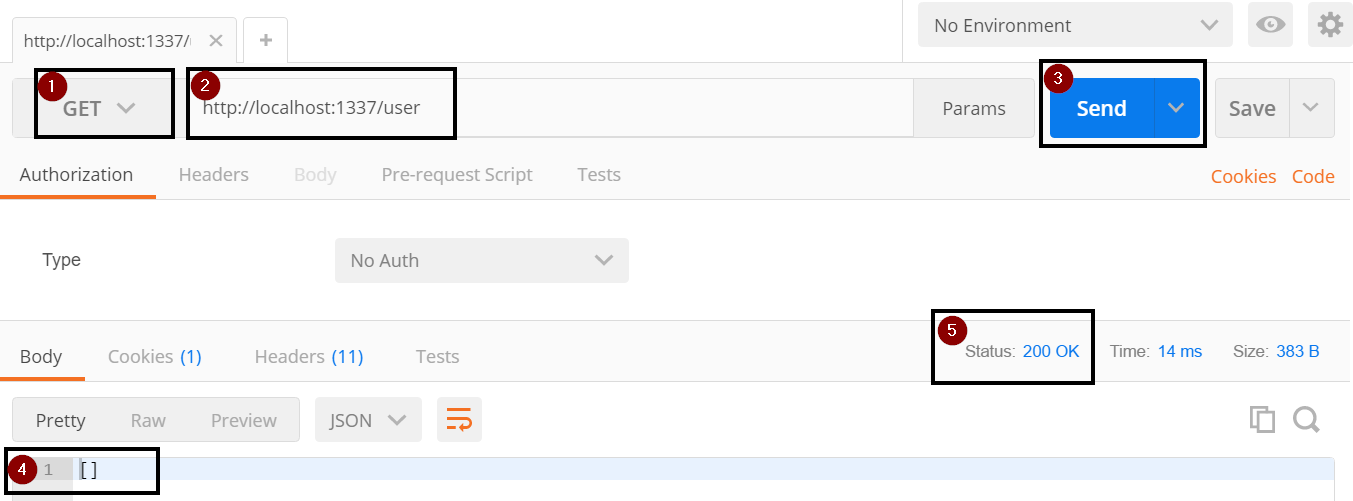 http://localhost:1337/u
No Environment
1
GET
2
http://localhost:1337/user
Params
3
Send
Save
Authorization
Headers
Body
Pre-request Script
Tests
Cookies
Code
Type
No Auth
Body
Cookies (1)
Headers (11)
Tests
5
Status: 200 OK
Time: 14 ms
Size: 383 B
Pretty
Raw
Preview
JSON
4
1
[]